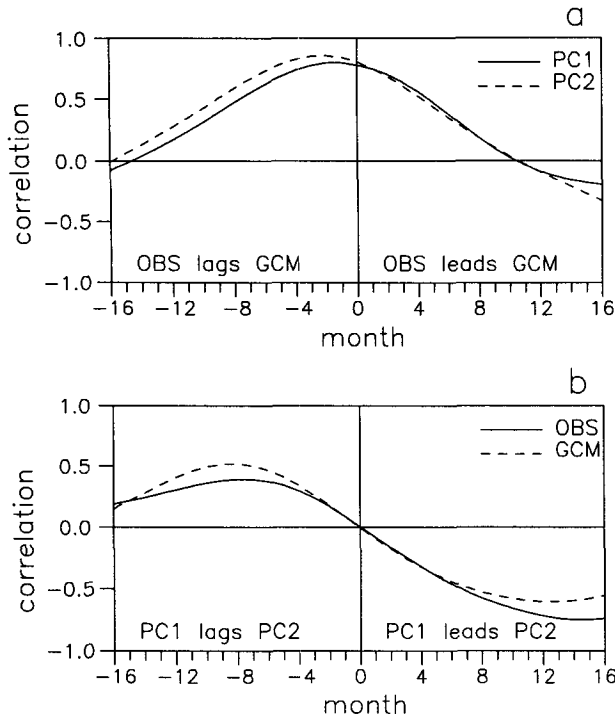 a
1.0
0.5
0.0
−0.5
−1.0
correlation
PC1
PC2
OBS lags GCM
OBS leads GCM
−16 −12 −8 −4 0 4 8 12 16
month
b
1.0
0.5
0.0
−0.5
−1.0
correlation
OBS
GCM
PC1 lags PC2
PC1 leads PC2
−16 −12 −8 −4 0 4 8 12 16
month